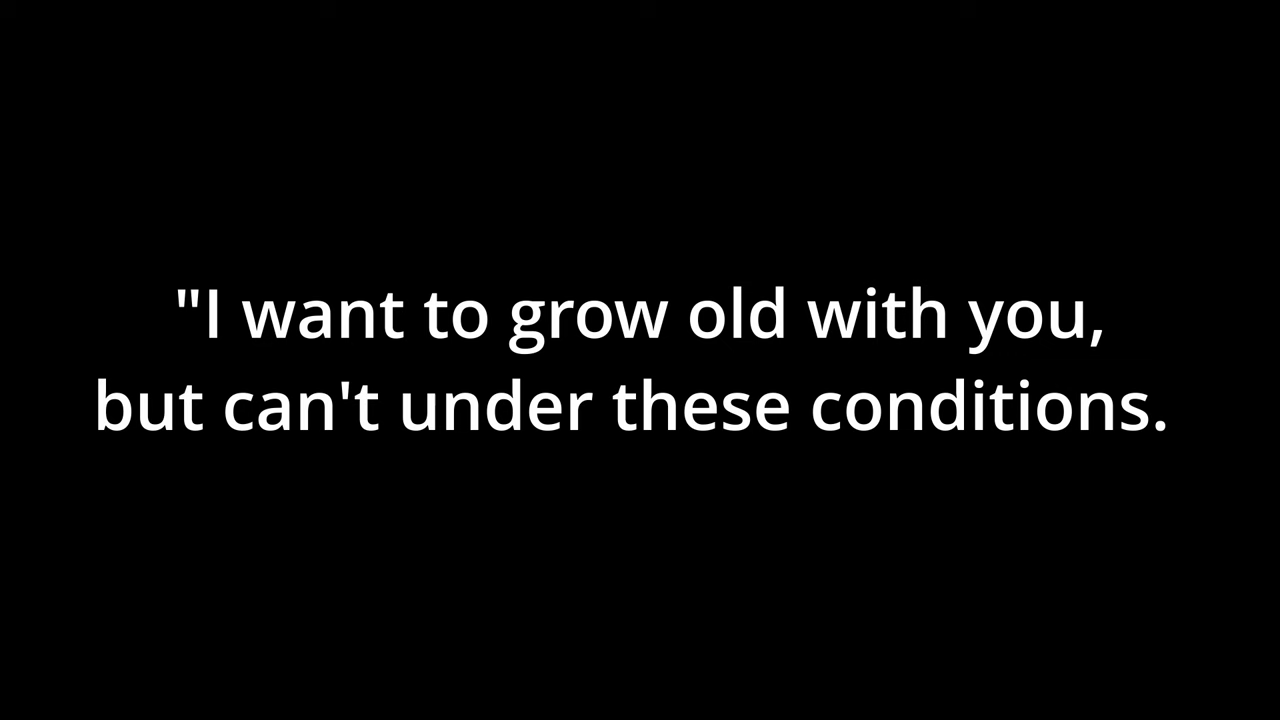 "I want to grow old with you,
but can't under these conditions.